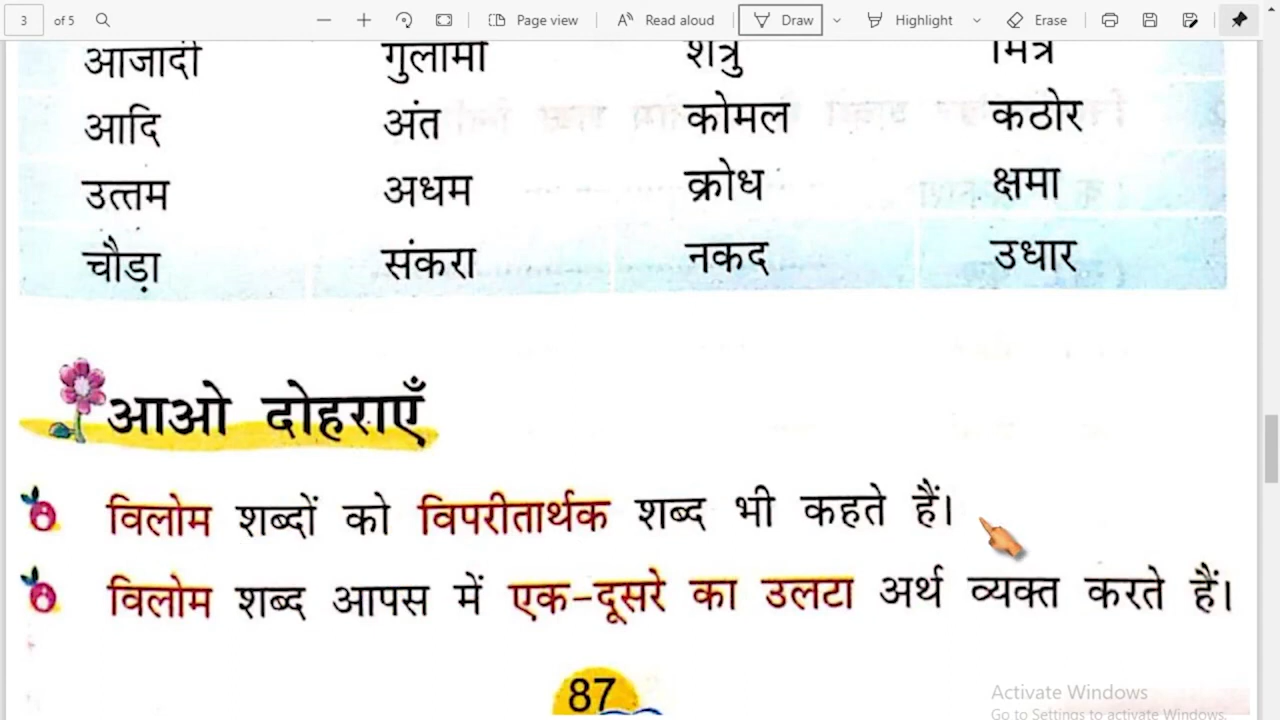 3 of 5 Page view Read aloud Draw Highlight Erase
आजादी गुलामी शत्रु मित्र
आदि अंत कोमल कठोर
उत्तम अधम क्रोध क्षमा
चौड़ा संकरा नकद उधार
आओ दोहराएँ
विलोम शब्दों को विपरीतार्थक शब्द भी कहते हैं।
विलोम शब्द आपस में एक-दूसरे का उलटा अर्थ व्यक्त करते हैं।
87
Activate Windows
Go to Settings to activate Windows.